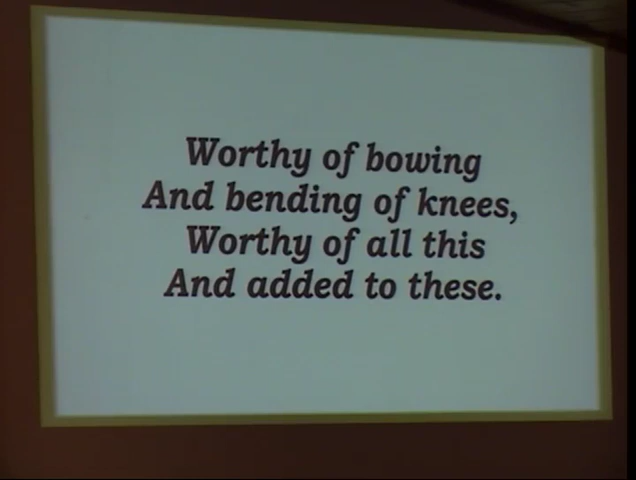 Worthy of bowing
And bending of knees,
Worthy of all this
And added to these.